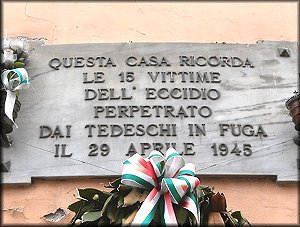 QUESTA CASA RICORDA
LE 15 VITTIME
DELL' ECCIDIO
PERPETRATO
DAI TEDESCHI IN FUGA
IL 29 APRILE 1945